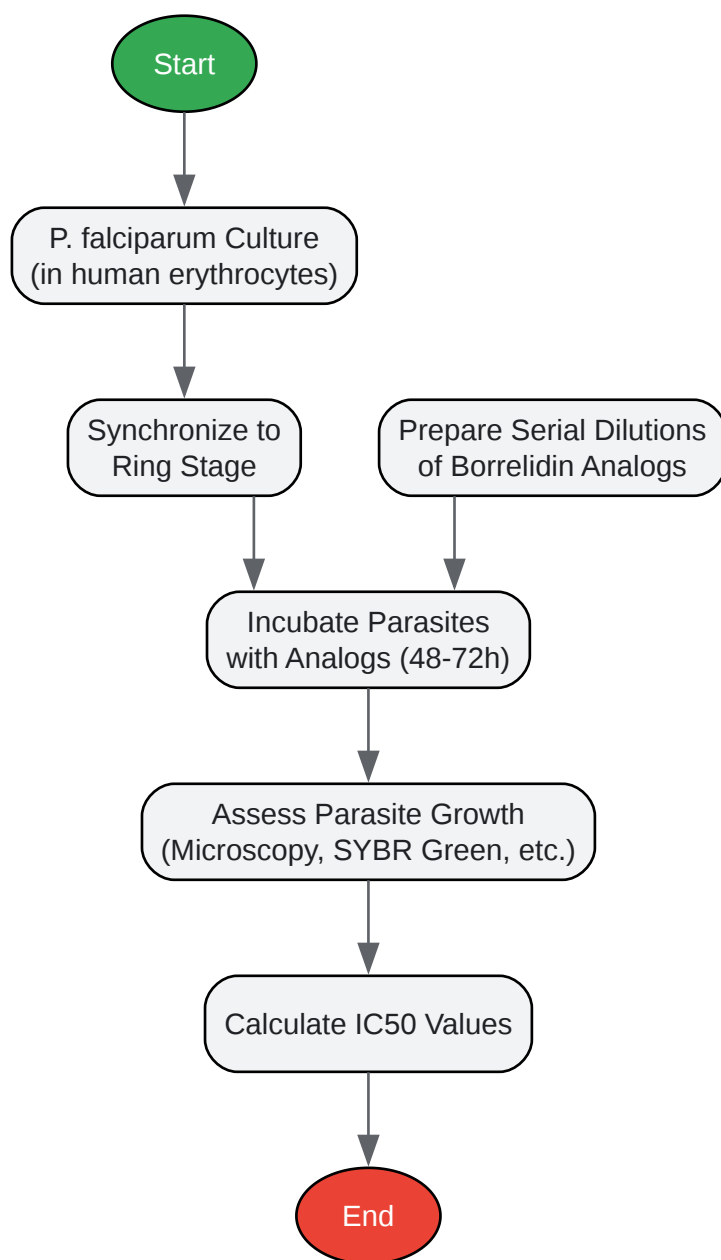 Start
P. falciparum Culture
(in human erythrocytes)
Synchronize to
Ring Stage
Prepare Serial Dilutions
of Borrelidin Analogs
Incubate Parasites
with Analogs (48-72h)
Assess Parasite Growth
(Microscopy, SYBR Green, etc.)
Calculate IC50 Values
End